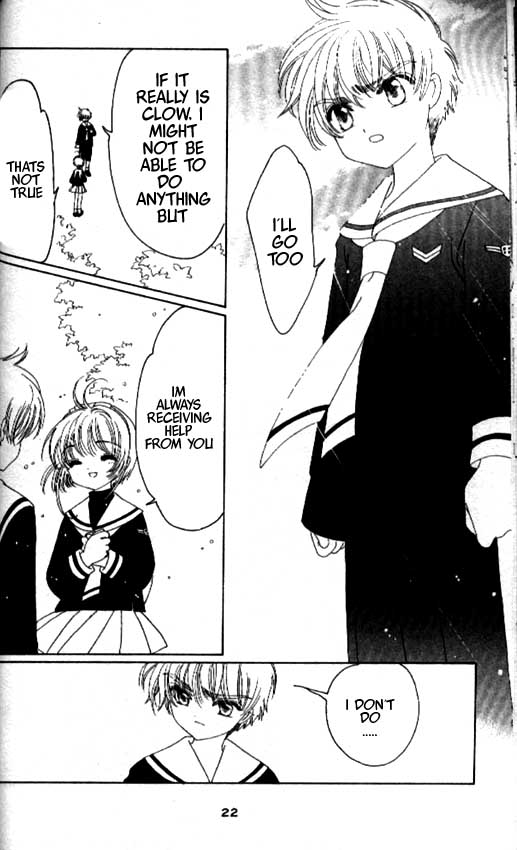 I'LL
GO
TOO
IF IT
REALLY IS
CLOW. I
MIGHT
NOT BE
ABLE TO
DO
ANYTHING
BUT
THATS
NOT
TRUE
IM
ALWAYS
RECEIVING
HELP
FROM YOU
I DON'T
DO
.....
22